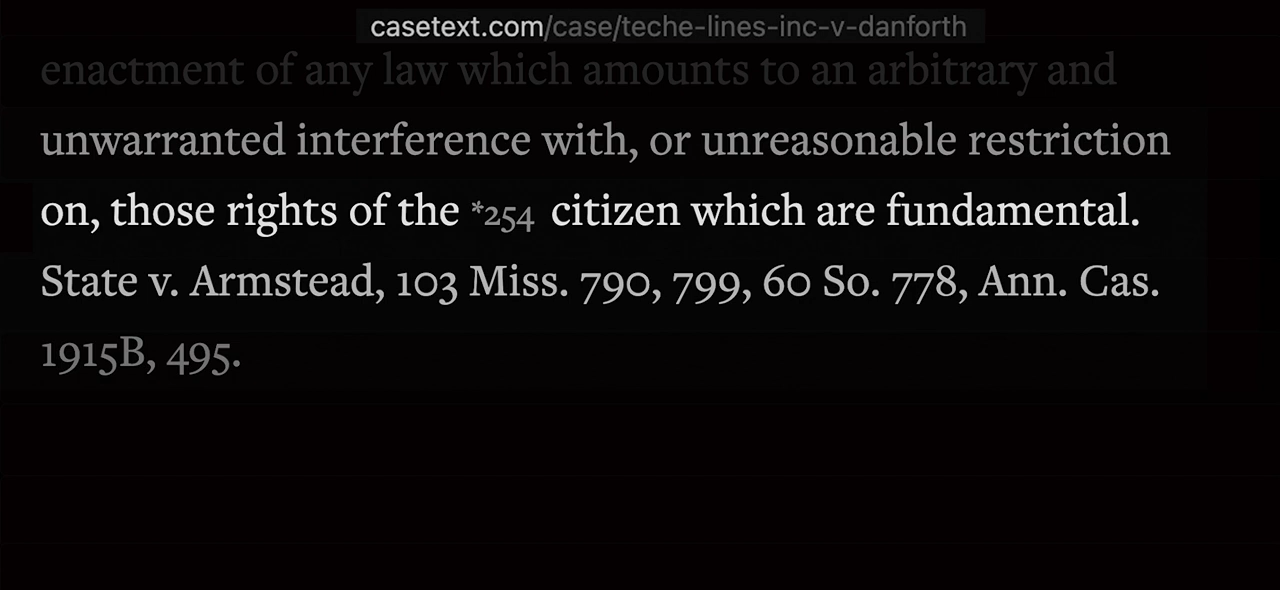 casetext.com/case/teche-lines-inc-v-danforth
enactment of any law which amounts to an arbitrary and
unwarranted interference with, or unreasonable restriction
on, those rights of the *254 citizen which are fundamental.
State v. Armstead, 103 Miss. 790, 799, 60 So. 778, Ann. Cas.
1915B, 495.